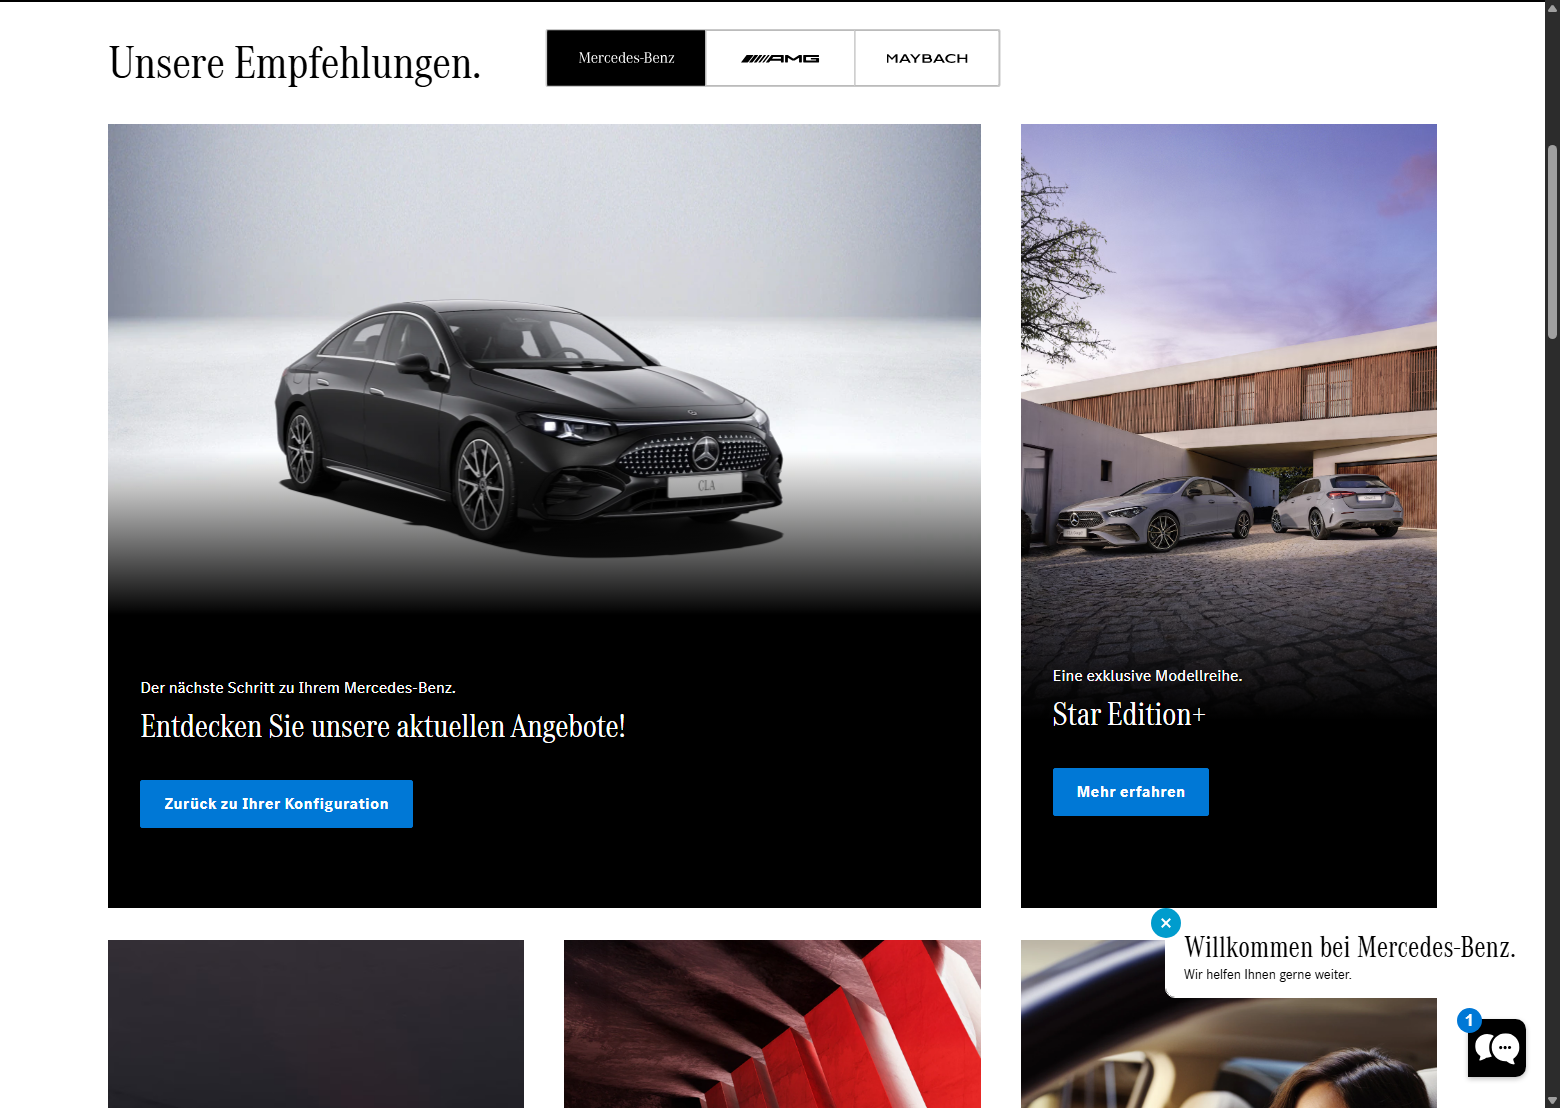 Unsere Empfehlungen.
Mercedes-Benz
AMG
MAYBACH
CLA
Der nächste Schritt zu Ihrem Mercedes-Benz.
Entdecken Sie unsere aktuellen Angebote!
Zurück zu Ihrer Konfiguration
Eine exklusive Modellreihe.
Star Edition+
Mehr erfahren
Willkommen bei Mercedes-Benz.
Wir helfen Ihnen gerne weiter.
1